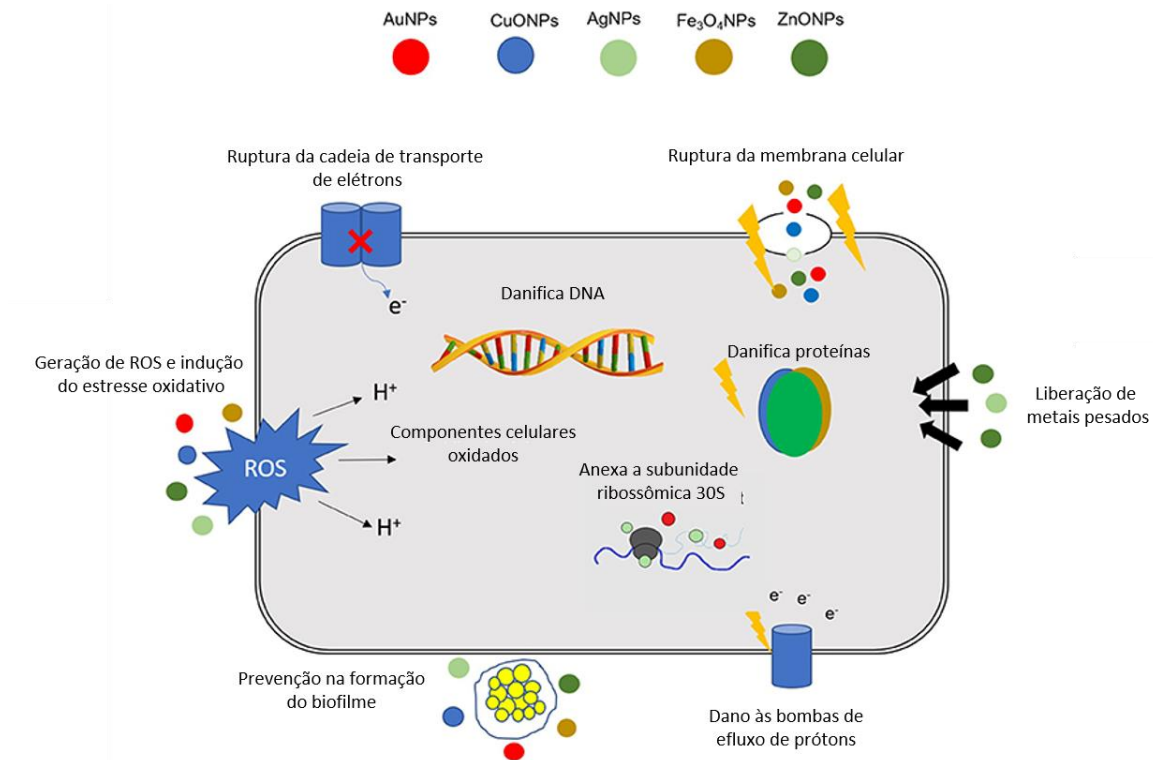 AuNPs CuONPs AgNPs Fe₃O₄NPs ZnONPs
Ruptura da cadeia de transporte
de elétrons
Ruptura da membrana celular
e⁻
Danifica DNA
Danifica proteínas
Geração de ROS e indução
do estresse oxidativo
ROS
H⁺
Componentes celulares
oxidados
H⁺
Liberação de
metais pesados
Anexa a subunidade
ribossômica 30S
e⁻ e⁻ e⁻
Prevenção na formação
do biofilme
Dano às bombas de
efluxo de prótons